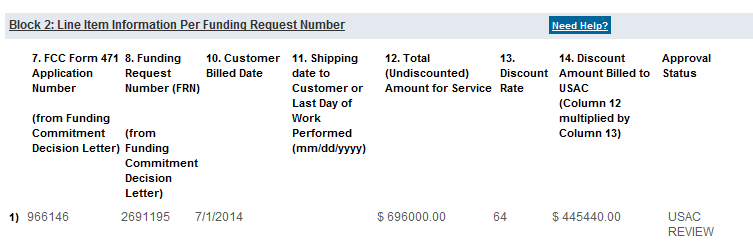 Block 2: Line Item Information Per Funding Request Number
Need Help?
7. FCC Form 471 Application Number (from Funding Commitment Decision Letter)
8. Funding Request Number (FRN) (from Funding Commitment Decision Letter)
10. Customer Billed Date
11. Shipping date to Customer or Last Day of Work Performed (mm/dd/yyyy)
12. Total (Undiscounted) Amount for Service
13. Discount Rate
14. Discount Amount Billed to USAC (Column 12 multiplied by Column 13)
Approval Status
1) 966146 2691195 7/1/2014 $ 696000.00 64 $ 445440.00 USAC REVIEW